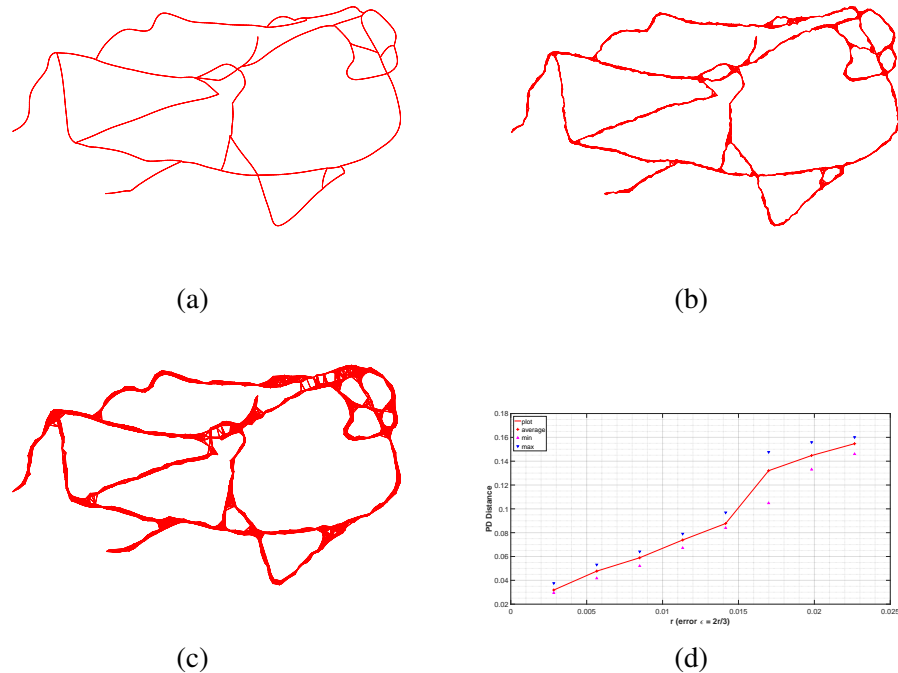 (a)
(b)
(c)
0.18
0.16
0.14
0.12
0.1
0.08
0.06
0.04
0.02
PD Distance
plot
average
min
max
0
0.005
0.01
0.015
0.02
0.025
r (error ϵ = 2r/3)
(d)